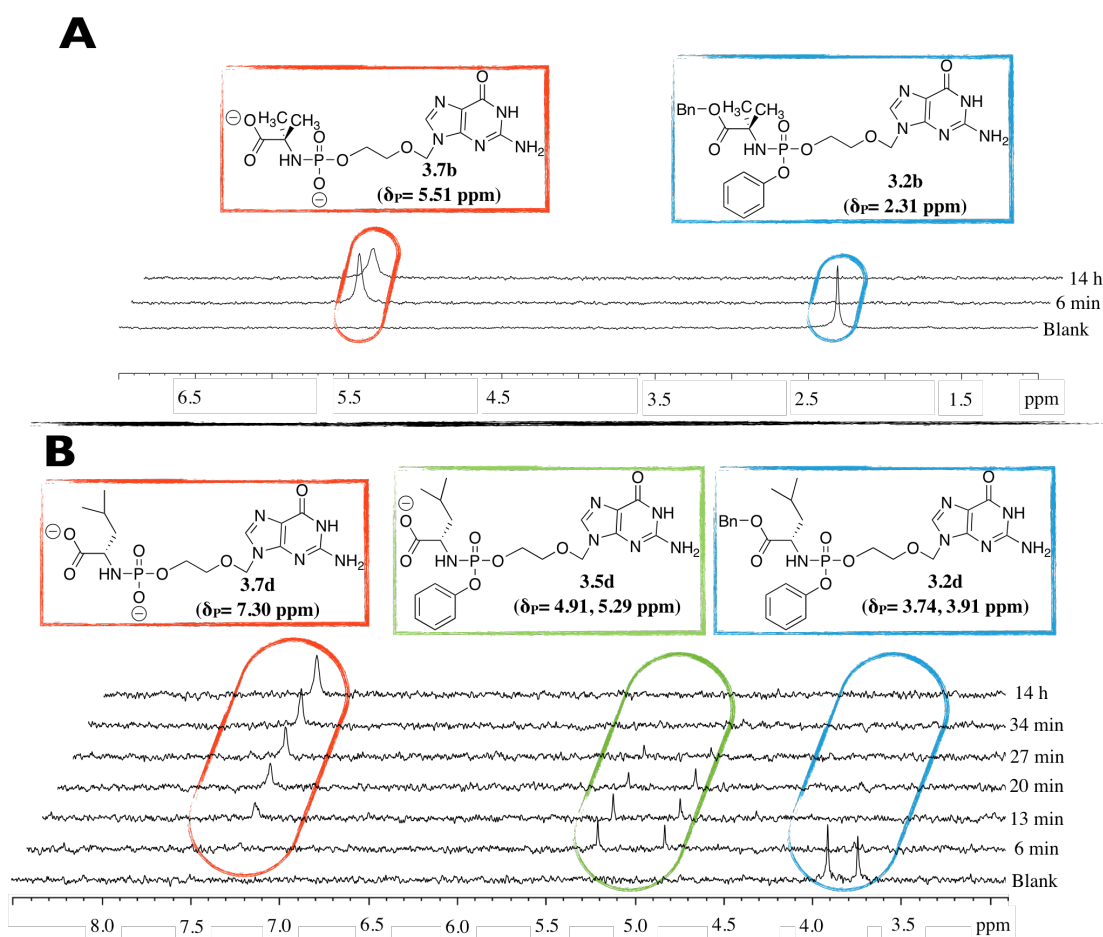 A
O
N
NH
N
N
NH2
O
H3C
CH3
O
O
HN
P
O
O
O
3.7b
(δP= 5.51 ppm)
O
N
NH
N
N
NH2
Bn
O
H3C
CH3
O
O
HN
P
O
O
O
3.2b
(δP= 2.31 ppm)
14 h
6 min
Blank
6.5 5.5 4.5 3.5 2.5 1.5 ppm
B
O
N
NH
N
N
NH2
O
O
O
HN
P
O
O
O
3.7d
(δP= 7.30 ppm)
O
N
NH
N
N
NH2
O
O
O
HN
P
O
O
O
3.5d
(δP= 4.91, 5.29 ppm)
O
N
NH
N
N
NH2
Bn
O
O
O
HN
P
O
O
O
3.2d
(δP= 3.74, 3.91 ppm)
14 h
34 min
27 min
20 min
13 min
6 min
Blank
8.0 7.5 7.0 6.5 6.0 5.5 5.0 4.5 4.0 3.5 ppm